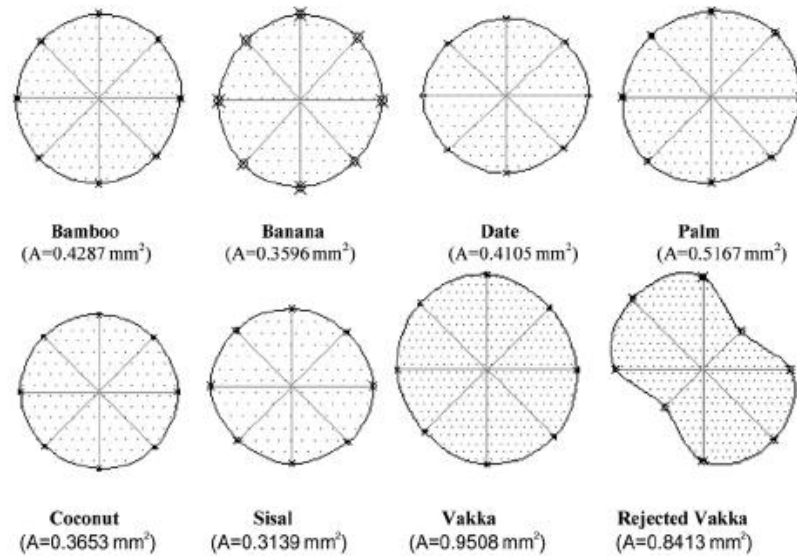 Bamboo Banana Date Palm
(A=0.4287 mm²) (A=0.3596 mm²) (A=0.4105 mm²) (A=0.5167 mm²)
Coconut Sisal Vakka Rejected Vakka
(A=0.3653 mm²) (A=0.3139 mm²) (A=0.9508 mm²) (A=0.8413 mm²)